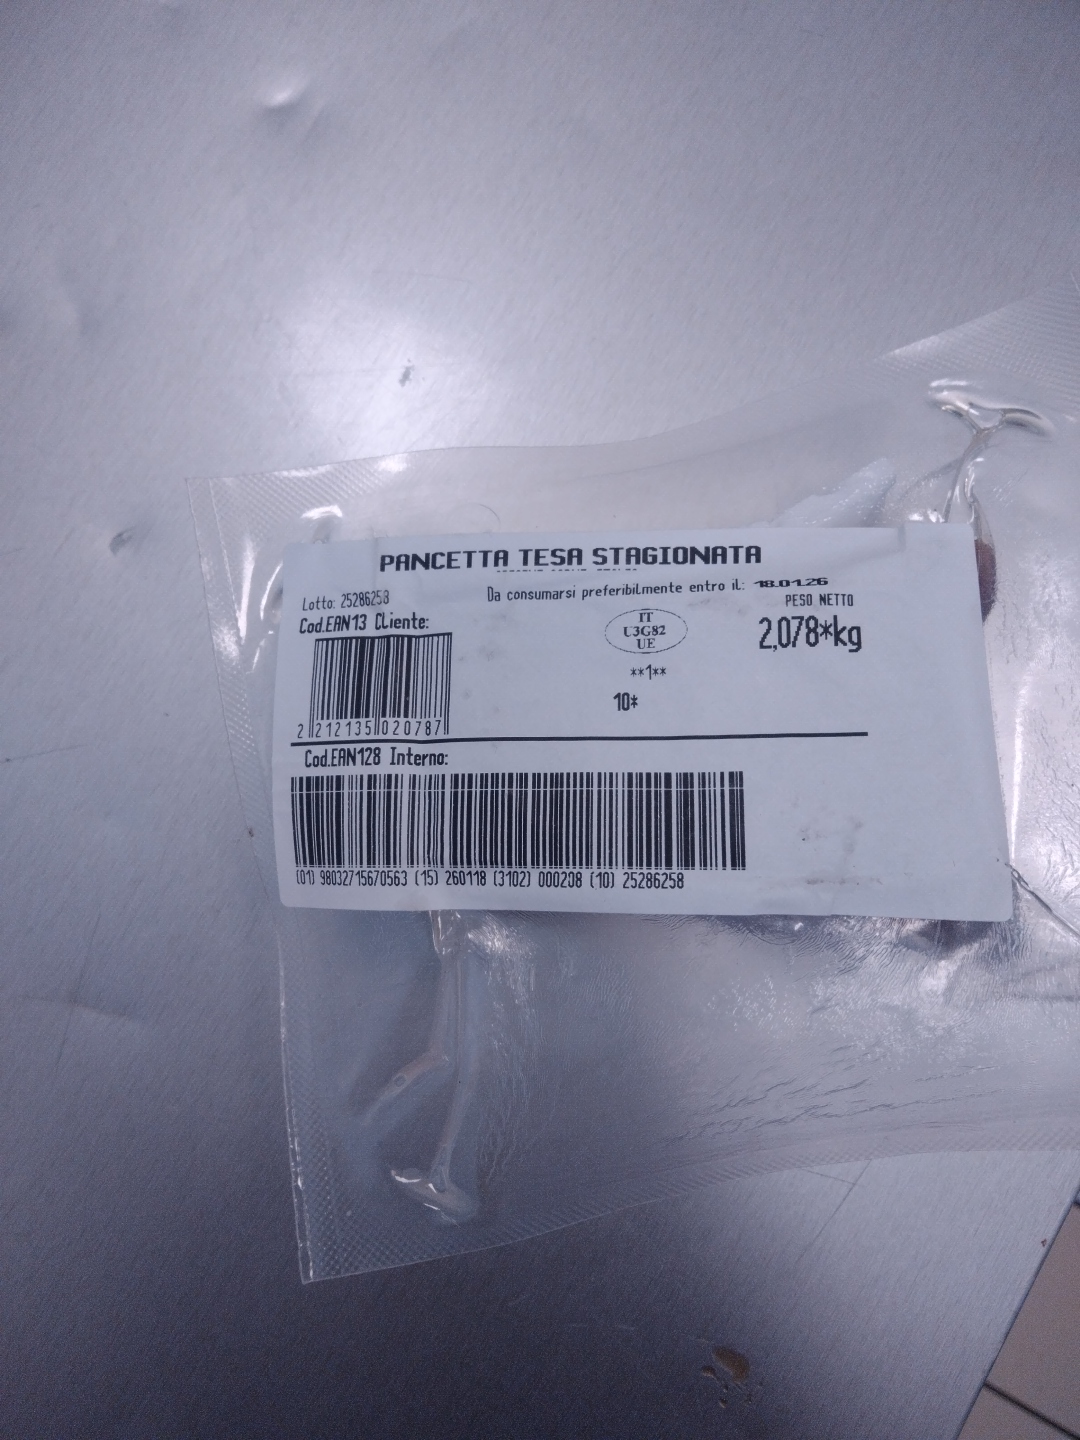 PANCETTA TESA STAGIONATA
Lotto: 25286258
Da consumarsi preferibilmente entro il: 18.01.26
Cod.EAN13 Cliente:
PESO NETTO
IT
U3G82
UE
2,078*kg
**1**
10*
2 212135 020787
Cod.EAN128 Interno:
(01) 98032715670563 (15) 260118 (3102) 000208 (10) 25286258